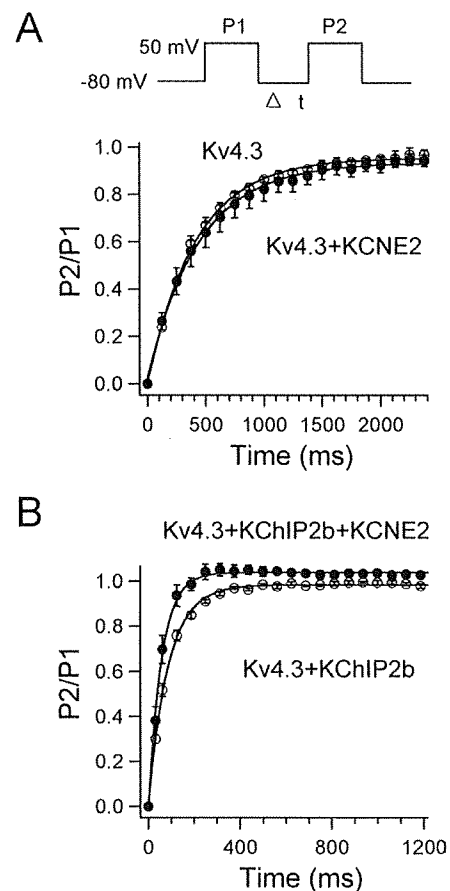 A
P1
P2
50 mV
-80 mV
Δ t
1.0
0.8
0.6
0.4
0.2
0.0
P2/P1
Kv4.3
Kv4.3+KCNE2
0
500
1000
1500
2000
Time (ms)
B
Kv4.3+KChIP2b+KCNE2
1.0
0.8
0.6
0.4
0.2
0.0
P2/P1
Kv4.3+KChIP2b
0
400
800
1200
Time (ms)